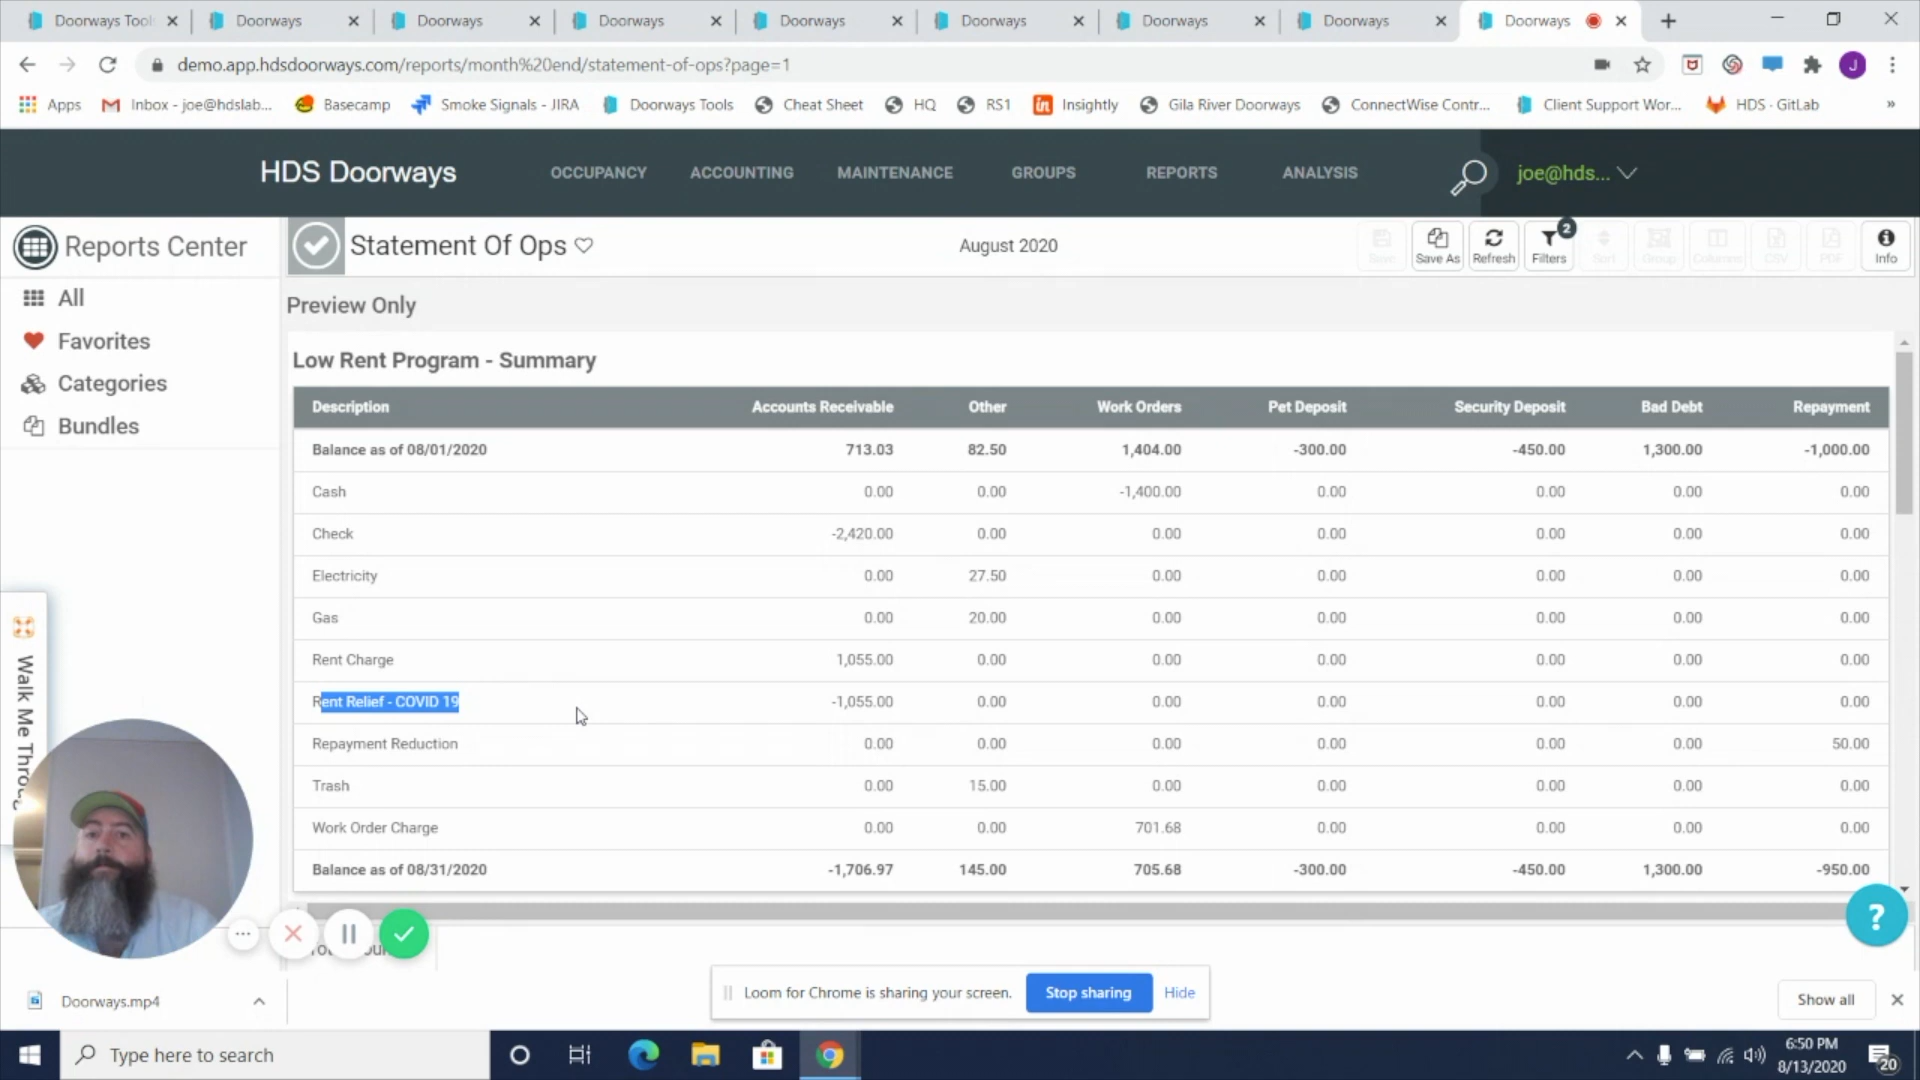 Doorways Tool Doorways Doorways Doorways Doorways Doorways Doorways Doorways Doorways
demo.app.hdsdoorways.com/reports/month%20end/statement-of-ops?page=1 J
Apps Inbox - joe@hdslab... Basecamp Smoke Signals - JIRA Doorways Tools Cheat Sheet HQ RS1 in Insightly Gila River Doorways ConnectWise Contr... Client Support Wor... HDS - GitLab »
HDS Doorways OCCUPANCY ACCOUNTING MAINTENANCE GROUPS REPORTS ANALYSIS joe@hds...
Reports Center
Statement Of Ops August 2020
2
Save Save As Refresh Filters Sort Group Columns CSV PDF Info
All
Favorites
Categories
Bundles
Walk Me Throug
Preview Only
Low Rent Program - Summary
Description Accounts Receivable Other Work Orders Pet Deposit Security Deposit Bad Debt Repayment
Balance as of 08/01/2020 713.03 82.50 1,404.00 -300.00 -450.00 1,300.00 -1,000.00
Cash 0.00 0.00 -1,400.00 0.00 0.00 0.00 0.00
Check -2,420.00 0.00 0.00 0.00 0.00 0.00 0.00
Electricity 0.00 27.50 0.00 0.00 0.00 0.00 0.00
Gas 0.00 20.00 0.00 0.00 0.00 0.00 0.00
Rent Charge 1,055.00 0.00 0.00 0.00 0.00 0.00 0.00
Rent Relief - COVID 19 -1,055.00 0.00 0.00 0.00 0.00 0.00 0.00
Repayment Reduction 0.00 0.00 0.00 0.00 0.00 0.00 50.00
Trash 0.00 15.00 0.00 0.00 0.00 0.00 0.00
Work Order Charge 0.00 0.00 701.68 0.00 0.00 0.00 0.00
Balance as of 08/31/2020 -1,706.97 145.00 705.68 -300.00 -450.00 1,300.00 -950.00
?
Loom for Chrome is sharing your screen. Stop sharing Hide
Doorways.mp4
Show all
Type here to search
6:50 PM
8/13/2020
20